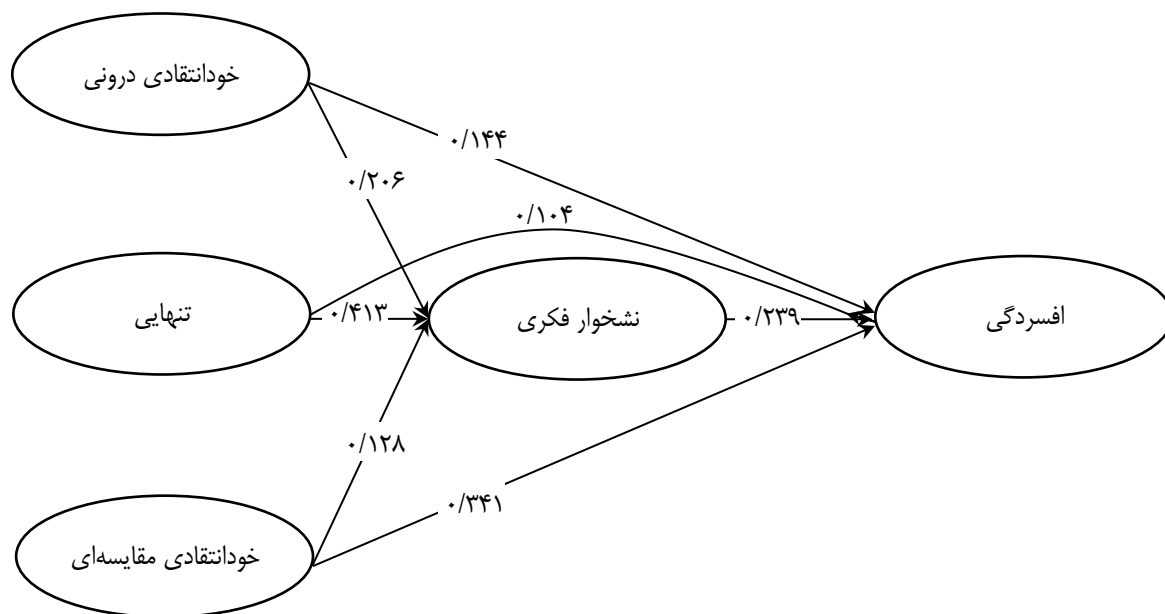 خودانتقادی درونی
۰/۱۴۴
۰/۲۰۶
۰/۱۰۴
تنهایی
۰/۴۱۳
نشخوار فکری
۰/۲۳۹
افسردگی
۰/۱۲۸
۰/۳۴۱
خودانتقادی مقایسه‌ای